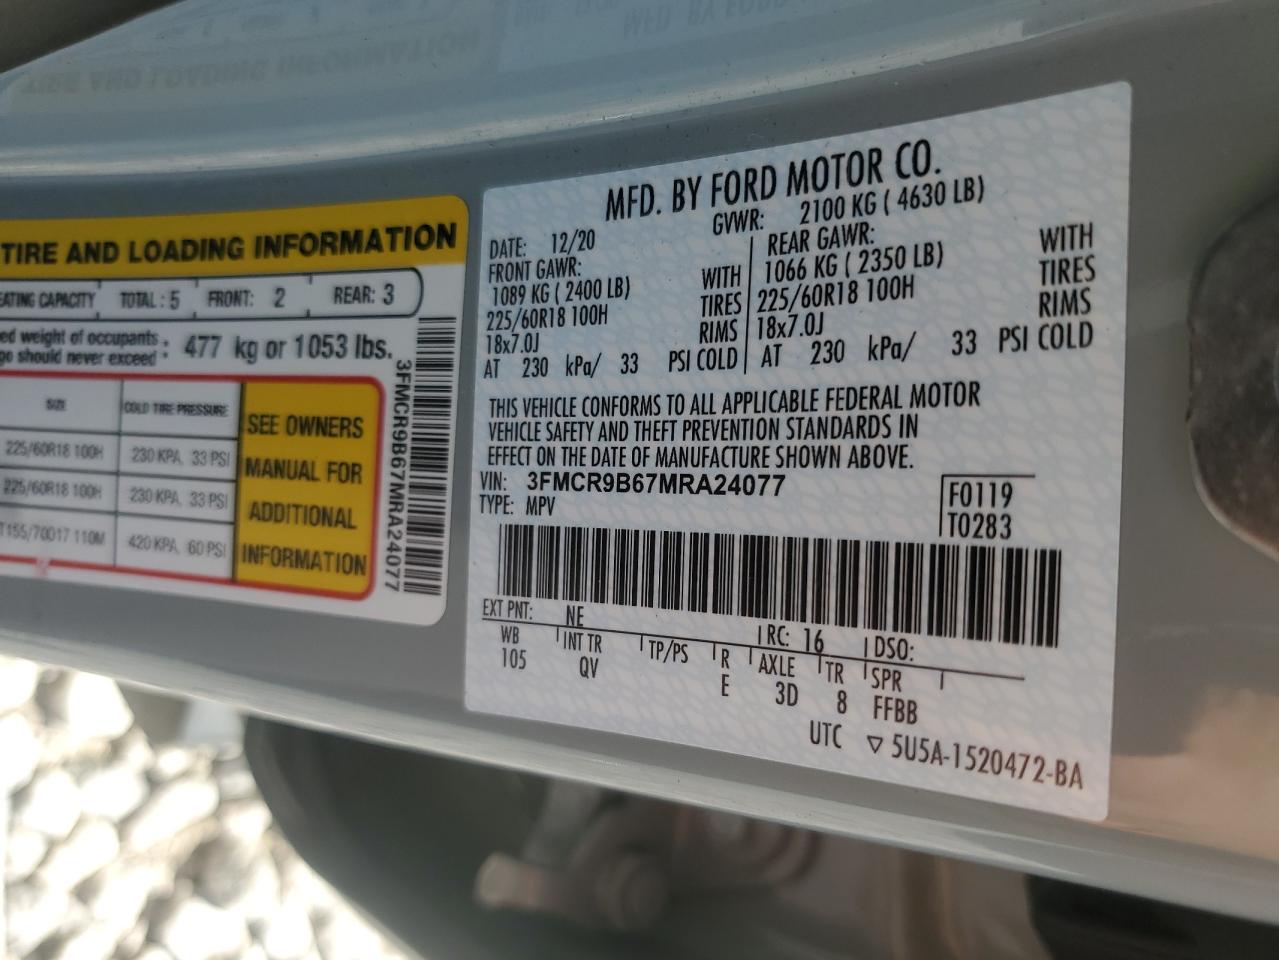 TIRE AND LOADING INFORMATION
EATING CAPACITY TOTAL : 5 FRONT: 2 REAR: 3
ed weight of occupants
go should never exceed : 477 kg or 1053 lbs.
SIZE COLD TIRE PRESSURE
225/60R18 100H 230 KPA, 33 PSI
225/60R18 100H 230 KPA, 33 PSI
T155/70D17 110M 420 KPA, 60 PSI
SEE OWNERS
MANUAL FOR
ADDITIONAL
INFORMATION
3FMCR9B67MRA24077
MFD. BY FORD MOTOR CO.
DATE: 12/20 GVWR: 2100 KG ( 4630 LB)
FRONT GAWR:
1089 KG ( 2400 LB) WITH
225/60R18 100H TIRES
18x7.0J RIMS
AT 230 kPa/ 33 PSI COLD
REAR GAWR:
1066 KG ( 2350 LB) WITH
225/60R18 100H TIRES
18x7.0J RIMS
AT 230 kPa/ 33 PSI COLD
THIS VEHICLE CONFORMS TO ALL APPLICABLE FEDERAL MOTOR
VEHICLE SAFETY AND THEFT PREVENTION STANDARDS IN
EFFECT ON THE DATE OF MANUFACTURE SHOWN ABOVE.
VIN: 3FMCR9B67MRA24077
TYPE: MPV
F0119
T0283
EXT PNT: NE RC: 16 DSO:
WB INT TR TP/PS R AXLE TR SPR
105 QV E 3D 8 FFBB
UTC ▽ 5U5A-1520472-BA